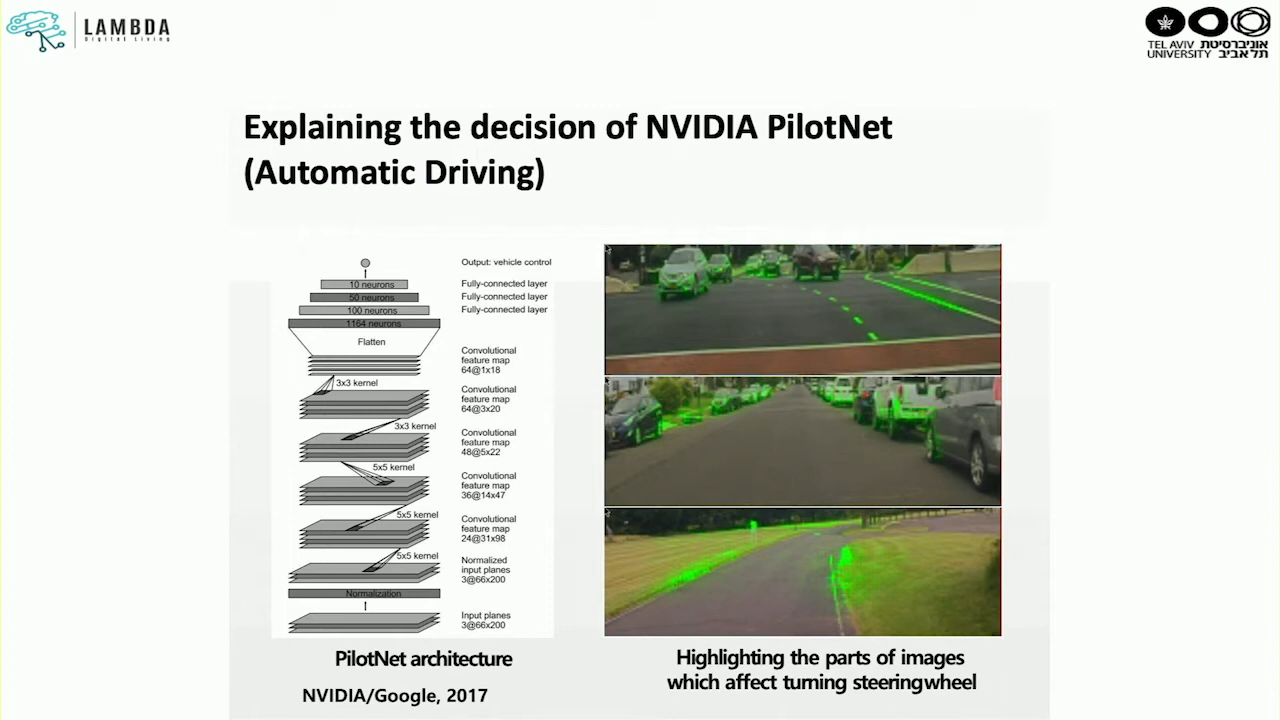 LAMBDA
Digital Living
TEL AVIV אוניברסיטת
UNIVERSITY תל אביב
Explaining the decision of NVIDIA PilotNet
(Automatic Driving)
Output: vehicle control
10 neurons Fully-connected layer
50 neurons Fully-connected layer
100 neurons Fully-connected layer
1164 neurons
Flatten
Convolutional
feature map
64@1x18
3x3 kernel
Convolutional
feature map
64@3x20
3x3 kernel
Convolutional
feature map
48@5x22
5x5 kernel
Convolutional
feature map
36@14x47
5x5 kernel
Convolutional
feature map
24@31x98
5x5 kernel
Normalized
input planes
3@66x200
Normalization
Input planes
3@66x200
PilotNet architecture
NVIDIA/Google, 2017
Highlighting the parts of images
which affect turning steeringwheel